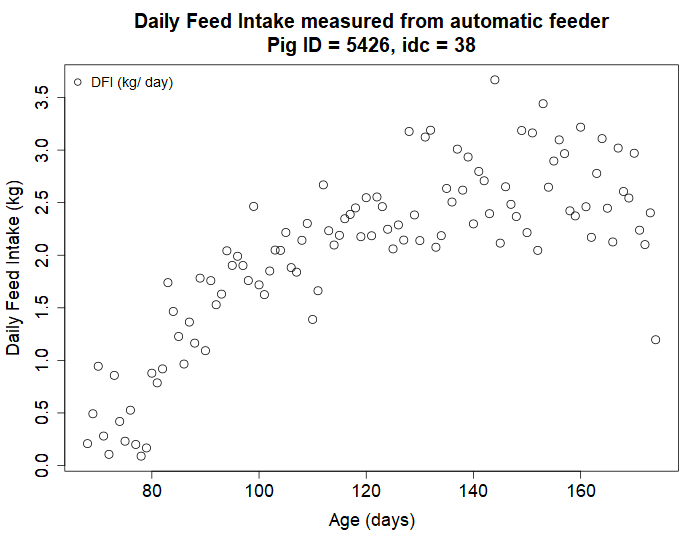 Daily Feed Intake measured from automatic feeder
Pig ID = 5426, idc = 38
DFI (kg/ day)
Daily Feed Intake (kg)
3.5
3.0
2.5
2.0
1.5
1.0
0.5
0.0
80 100 120 140 160
Age (days)